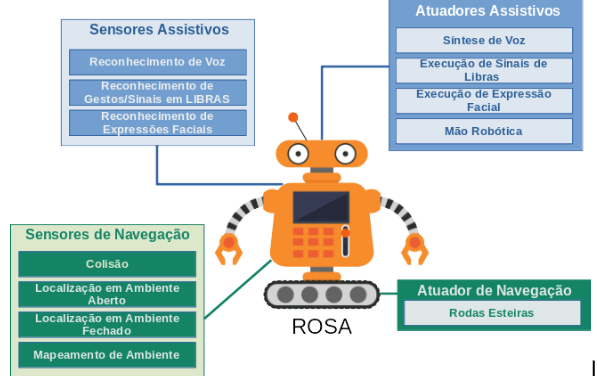 Sensores Assistivos
Reconhecimento de Voz
Reconhecimento de
Gestos/Sinais em LIBRAS
Reconhecimento de
Expressões Faciais
Atuadores Assistivos
Síntese de Voz
Execução de Sinais de
Libras
Execução de Expressão
Facial
Mão Robótica
Sensores de Navegação
Colisão
Localização em Ambiente
Aberto
Localização em Ambiente
Fechado
Mapeamento de Ambiente
Atuador de Navegação
Rodas Esteiras
ROSA